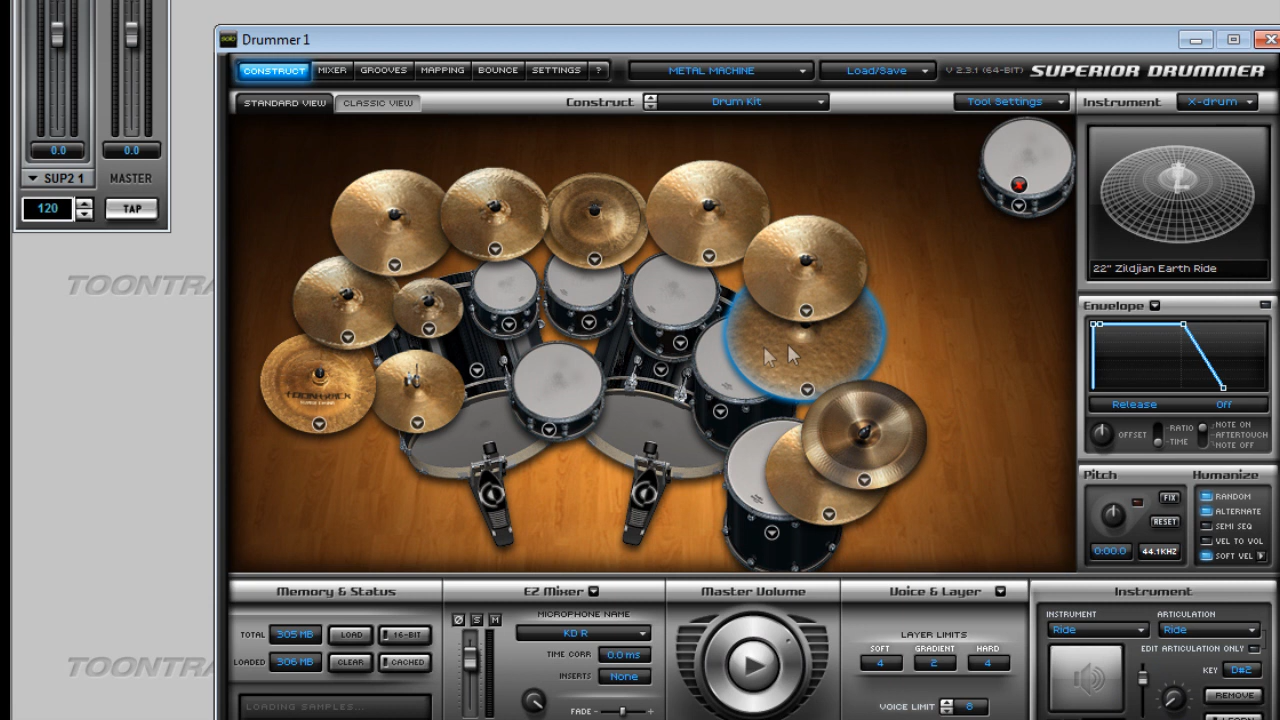 Drummer 1
CONSTRUCT MIXER GROOVES MAPPING BOUNCE SETTINGS ? METAL MACHINE Load/Save V 2.3.1 (64-BIT) SUPERIOR DRUMMER
STANDARD VIEW CLASSIC VIEW Construct Drum Kit Tool Settings Instrument X-drum
0.0 0.0
SUP2 1 MASTER
120 TAP
TOONTRA
22" Zildjian Earth Ride
Envelope
TOONTRACK
Release Off
OFFSET RATIO TIME NOTE ON AFTERTOUCH NOTE OFF
Pitch Humanize
FIX RANDOM
ALTERNATE
RESET SEMI SEQ
VEL TO VOL
0:00.0 44.1KHZ SOFT VEL
Memory & Status EZ Mixer Master Volume Voice & Layer Instrument
TOTAL 305 MB LOAD 16-BIT
LOADED 306 MB CLEAR CACHED
LOADING SAMPLES...
Ø S M MICROPHONE NAME
KD R
TIME CORR 0.0 ms
INSERTS None
FADE - +
LAYER LIMITS
SOFT GRADIENT HARD
4 2 4
VOICE LIMIT 8
INSTRUMENT ARTICULATION
Ride Ride
EDIT ARTICULATION ONLY
KEY D#2
REMOVE
LEARN
TOONTRA